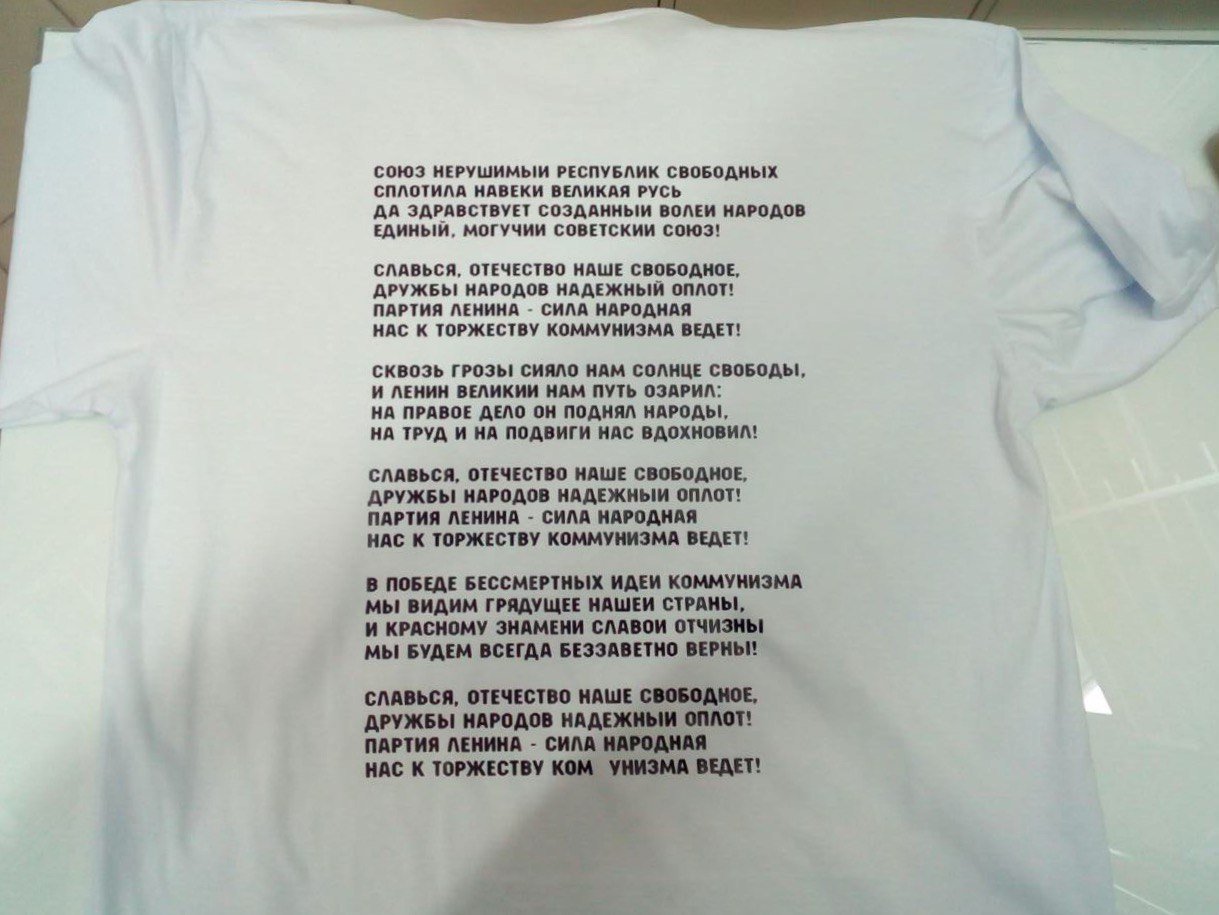 СОЮЗ НЕРУШИМЫИ РЕСПУБЛИК СВОБОДНЫХ
СПЛОТИЛА НАВЕКИ ВЕЛИКАЯ РУСЬ
ДА ЗДРАВСТВУЕТ СОЗДАННЫИ ВОЛЕИ НАРОДОВ
ЕДИНЫЙ, МОГУЧИИ СОВЕТСКИИ СОЮЗ!
СЛАВЬСЯ, ОТЕЧЕСТВО НАШЕ СВОБОДНОЕ,
ДРУЖБЫ НАРОДОВ НАДЕЖНЫЙ ОПЛОТ!
ПАРТИЯ ЛЕНИНА - СИЛА НАРОДНАЯ
НАС К ТОРЖЕСТВУ КОММУНИЗМА ВЕДЕТ!
СКВОЗЬ ГРОЗЫ СИЯЛО НАМ СОЛНЦЕ СВОБОДЫ,
И ЛЕНИН ВЕЛИКИИ НАМ ПУТЬ ОЗАРИЛ:
НА ПРАВОЕ ДЕЛО ОН ПОДНЯЛ НАРОДЫ,
НА ТРУД И НА ПОДВИГИ НАС ВДОХНОВИЛ!
СЛАВЬСЯ, ОТЕЧЕСТВО НАШЕ СВОБОДНОЕ,
ДРУЖБЫ НАРОДОВ НАДЕЖНЫИ ОПЛОТ!
ПАРТИЯ ЛЕНИНА - СИЛА НАРОДНАЯ
НАС К ТОРЖЕСТВУ КОММУНИЗМА ВЕДЕТ!
В ПОБЕДЕ БЕССМЕРТНЫХ ИДЕИ КОММУНИЗМА
МЫ ВИДИМ ГРЯДУЩЕЕ НАШЕИ СТРАНЫ,
И КРАСНОМУ ЗНАМЕНИ СЛАВОИ ОТЧИЗНЫ
МЫ БУДЕМ ВСЕГДА БЕЗЗАВЕТНО ВЕРНЫ!
СЛАВЬСЯ, ОТЕЧЕСТВО НАШЕ СВОБОДНОЕ,
ДРУЖБЫ НАРОДОВ НАДЕЖНЫИ ОПЛОТ!
ПАРТИЯ ЛЕНИНА - СИЛА НАРОДНАЯ
НАС К ТОРЖЕСТВУ КОМ УНИЗМА ВЕДЕТ!